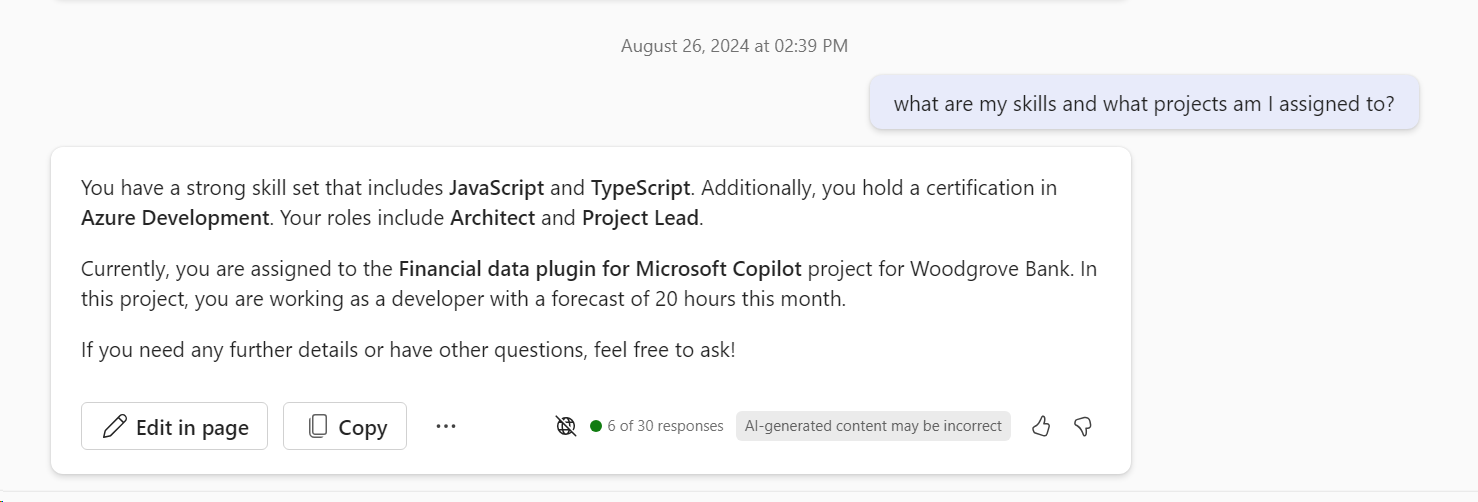 August 26, 2024 at 02:39 PM
what are my skills and what projects am I assigned to?
You have a strong skill set that includes JavaScript and TypeScript. Additionally, you hold a certification in
Azure Development. Your roles include Architect and Project Lead.
Currently, you are assigned to the Financial data plugin for Microsoft Copilot project for Woodgrove Bank. In
this project, you are working as a developer with a forecast of 20 hours this month.
If you need any further details or have other questions, feel free to ask!
Edit in page
Copy
6 of 30 responses
AI-generated content may be incorrect